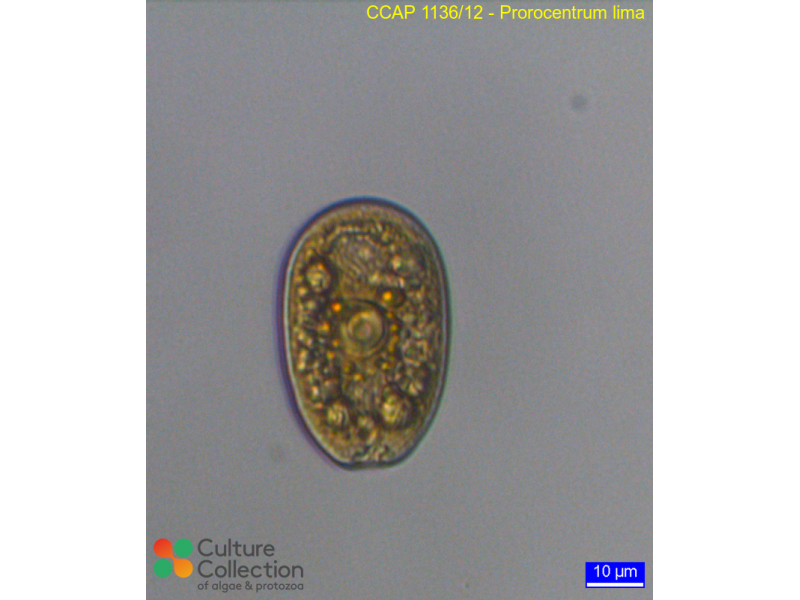 CCAP 1136/12 - Prorocentrum lima
Culture
Collection
of algae & protozoa
10 µm